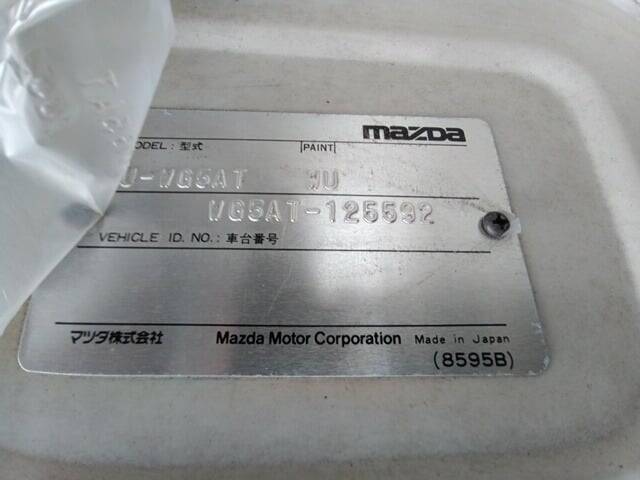 mazda
MODEL : 型式 PAINT
U-WG5AT WU
WG5AT-125592
VEHICLE ID. NO. : 車台番号
マツダ株式会社 Mazda Motor Corporation Made in Japan
(8595B)